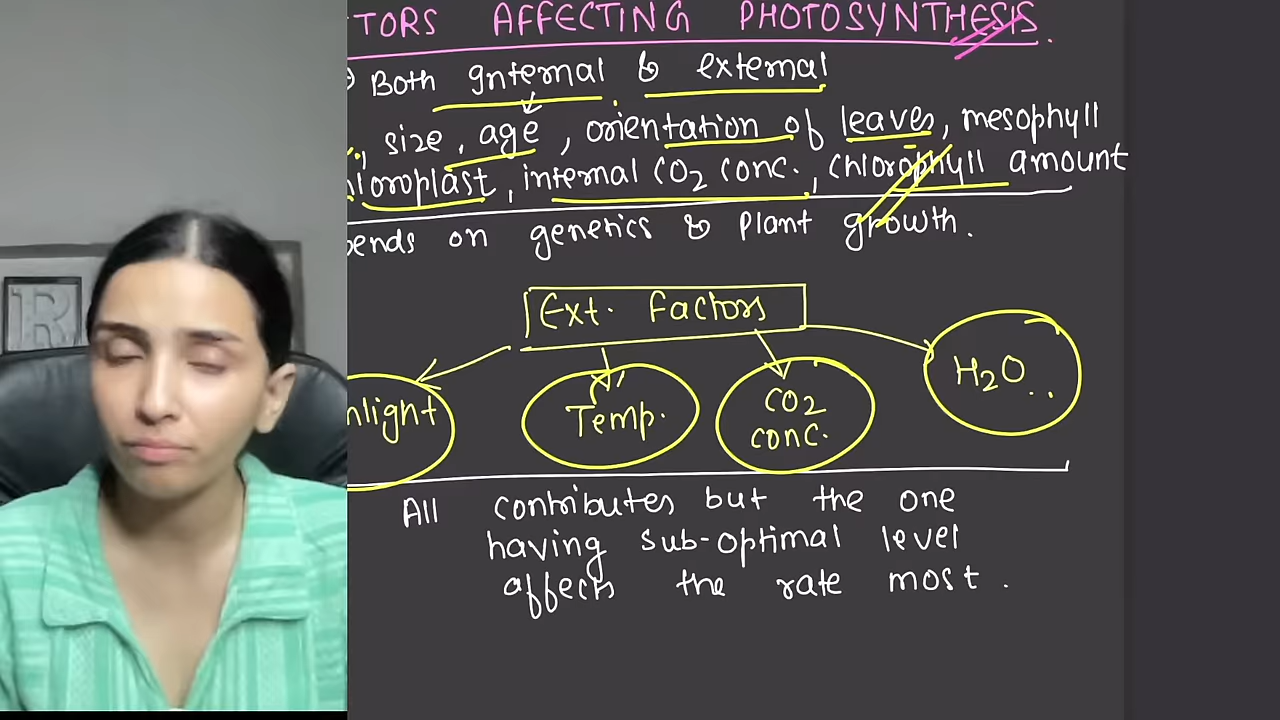 TORS AFFECTING PHOTOSYNTHESIS.
Both Internal & external
, size, age, orientation of leaves, mesophyll
loroplast, internal CO2 conc., chlorophyll amount
ends on genetics & plant growth.
Ext. Factors
H2O
nlight
Temp.
CO2
conc.
All contributes but the one
having sub-optimal level
affects the rate most.
R